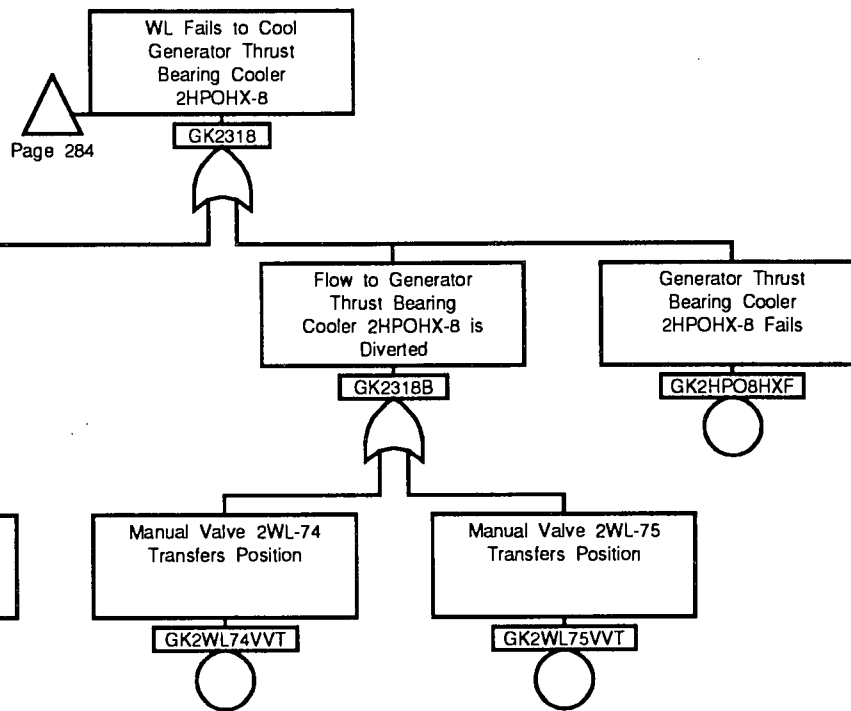 WL Fails to Cool
Generator Thrust
Bearing Cooler
2HPOHX-8
Page 284
GK2318
Flow to Generator
Thrust Bearing
Cooler 2HPOHX-8 is
Diverted
GK2318B
Generator Thrust
Bearing Cooler
2HPOHX-8 Fails
GK2HPO8HXF
Manual Valve 2WL-74
Transfers Position
GK2WL74VVT
Manual Valve 2WL-75
Transfers Position
GK2WL75VVT